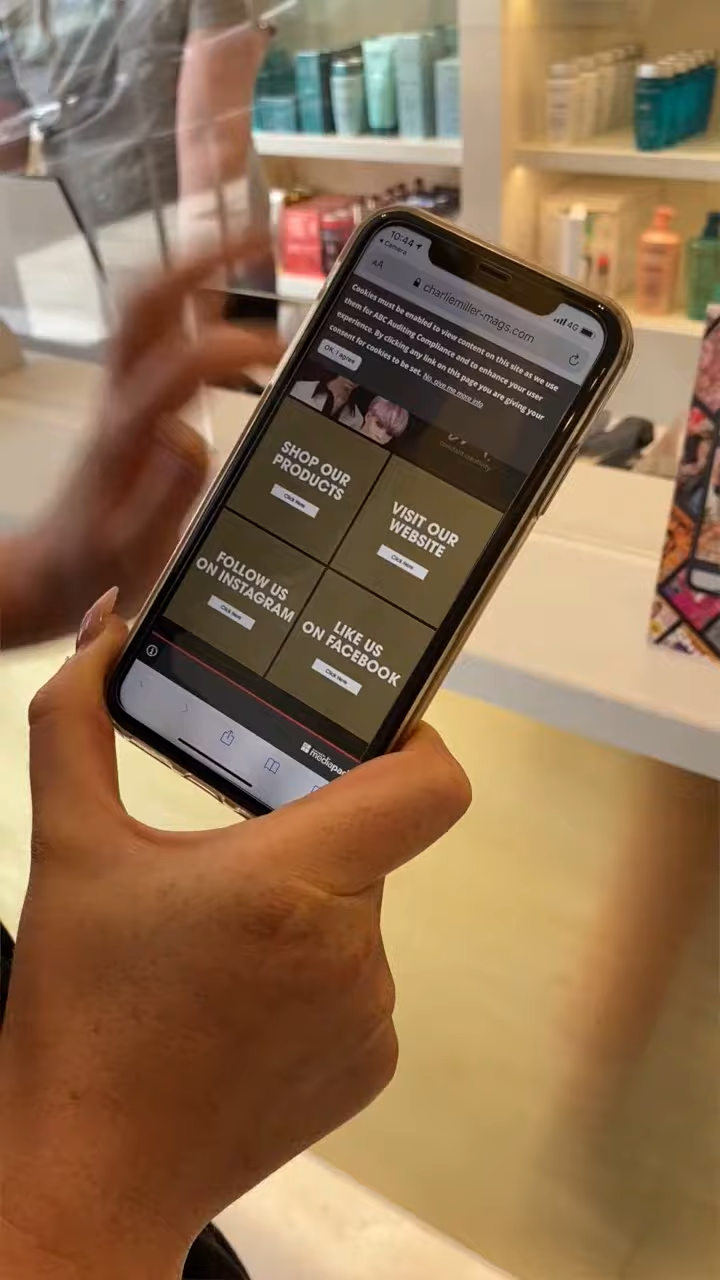 10:44
Camera
4G
AA
charliemiller-mags.com
Cookies must be enabled to view content on this site as we use
them for ABC Auditing Compliance and to enhance your user
experience. By clicking any link on this page you are giving your
consent for cookies to be set. No, give me more info
OK, I agree
constant creativity
SHOP OUR
PRODUCTS
Click Here
VISIT OUR
WEBSITE
Click Here
FOLLOW US
ON INSTAGRAM
Click Here
LIKE US
ON FACEBOOK
Click Here
mediapac